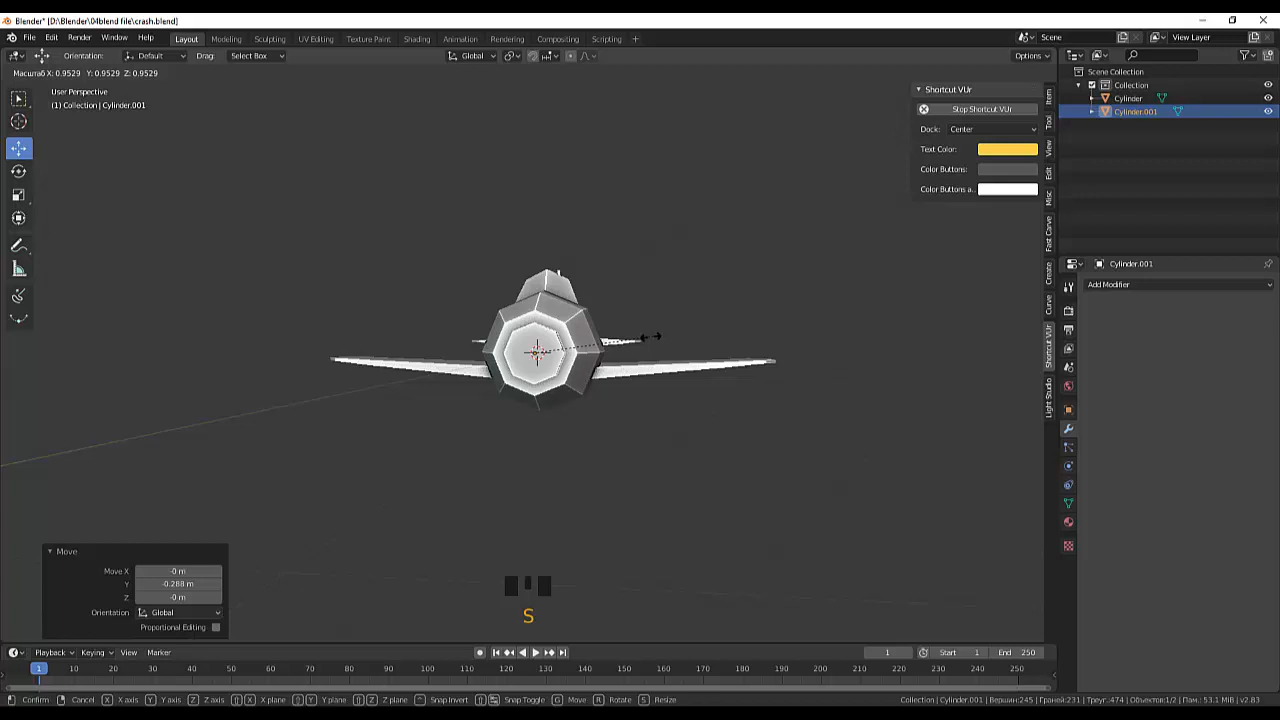 Blender* [D:\Blender\04blend file\crash.blend]
File Edit Render Window Help Layout Modeling Sculpting UV Editing Texture Paint Shading Animation Rendering Compositing Scripting + Scene View Layer
Orientation: Default Drag: Select Box Global Options
Масштаб X: 0.9529 Y: 0.9529 Z: 0.9529
User Perspective
(1) Collection | Cylinder.001
Shortcut VUr
Stop Shortcut VUr
Dock: Center
Text Color:
Color Buttons:
Color Buttons a..
Item
Tool
View
Edit
Misc
Fast Carve
Create
Curve
Shortcut VUr
Light Studio
Scene Collection
Collection
Cylinder
Cylinder.001
Cylinder.001
Add Modifier
Move
Move X -0 m
Y -0.288 m
Z -0 m
Orientation Global
Proportional Editing
S
Playback Keying View Marker 1 Start 1 End 250
1 10 20 30 40 50 60 70 80 90 100 110 120 130 140 150 160 170 180 190 200 210 220 230 240 250
Confirm Cancel X X axis Y Y axis Z Z axis X X plane Y Y plane Z Z plane Snap Invert Snap Toggle G Move R Rotate S Resize Collection | Cylinder.001 | Вершин:245 | Граней:231 | Треуг.:474 | Объектов:1/2 | Пам.: 53.1 MiB | v2.83